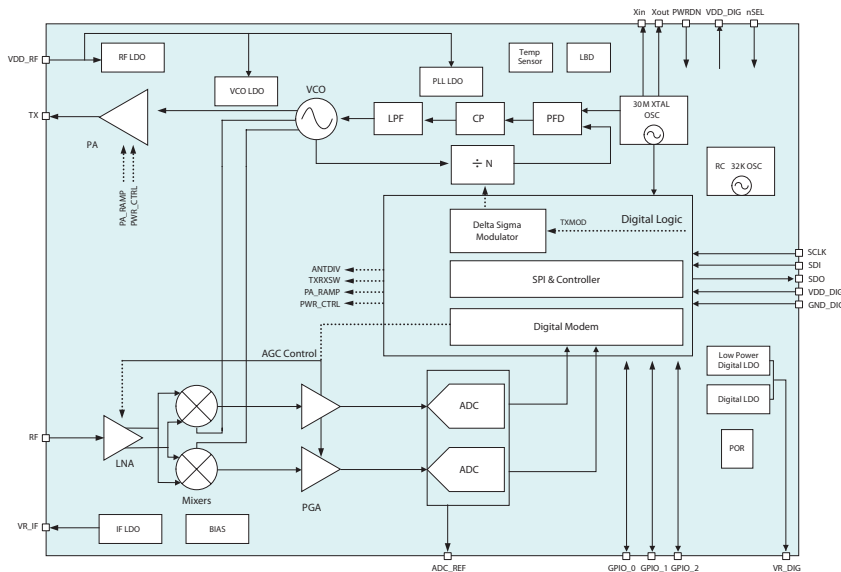 Xin Xout PWRDN VDD_DIG nSEL
VDD_RF
RF LDO
VCO LDO
PLL LDO
Temp
Sensor
LBD
TX
PA
PA_RAMP
PWR_CTRL
VCO
LPF
CP
PFD
30 M XTAL
OSC
÷ N
RC 32K OSC
Digital Logic
Delta Sigma
Modulator
TXMOD
SPI & Controller
Digital Modem
ANTDIV
TXRXSW
PA_RAMP
PWR_CTRL
SCLK
SDI
SDO
VDD_DIG
GND_DIG
AGC Control
Low Power
Digital LDO
Digital LDO
POR
RF
LNA
Mixers
PGA
ADC
ADC
VR_IF
IF LDO
BIAS
ADC_REF
GPIO_0 GPIO_1 GPIO_2
VR_DIG